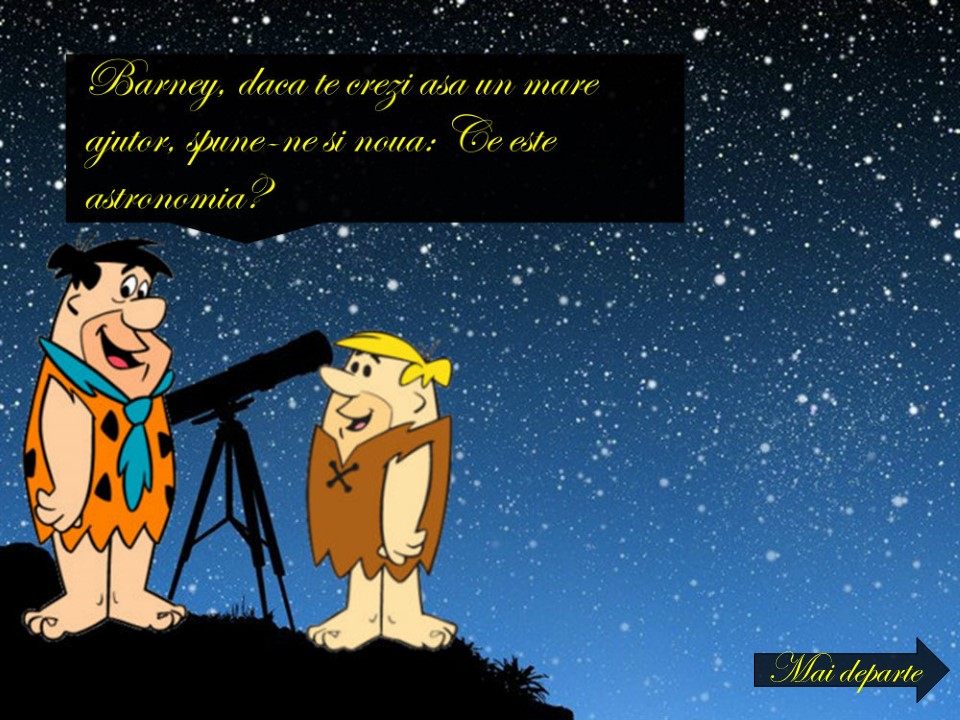 Barney, daca te crezi asa un mare
ajutor, spune-ne si noua: Ce este
astronomia?
Mai departe